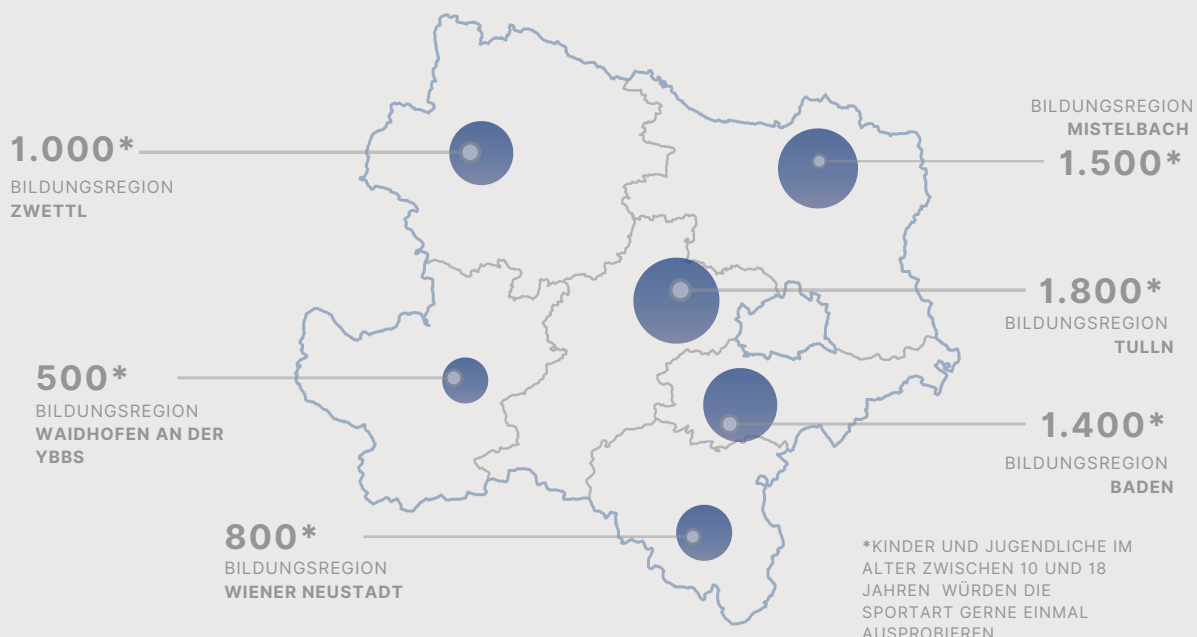 1.000*
BILDUNGSREGION
ZWETTL
BILDUNGSREGION
MISTELBACH
1.500*
1.800*
BILDUNGSREGION
TULLN
500*
BILDUNGSREGION
WAIDHOFEN AN DER
YBBS
1.400*
BILDUNGSREGION
BADEN
800*
BILDUNGSREGION
WIENER NEUSTADT
*KINDER UND JUGENDLICHE IM
ALTER ZWISCHEN 10 UND 18
JAHREN WÜRDEN DIE
SPORTART GERNE EINMAL
AUSPROBIEREN